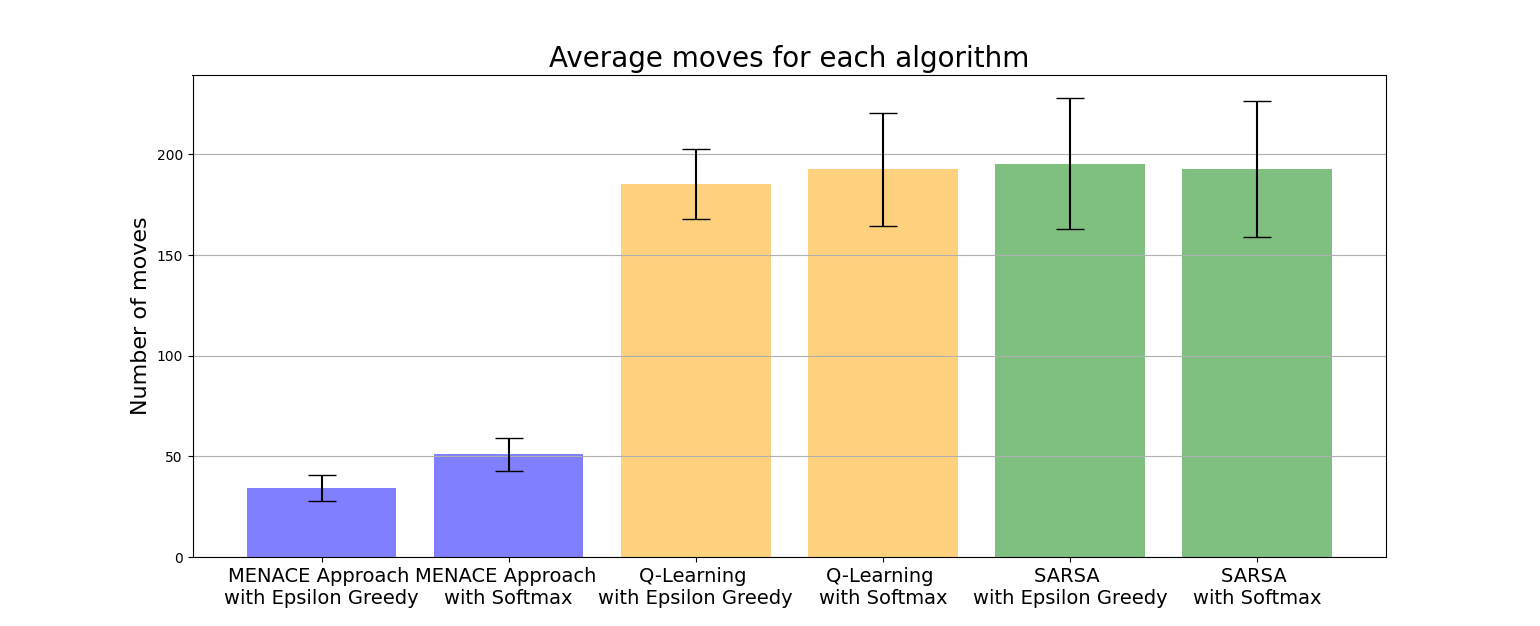 Average moves for each algorithm
Number of moves
200
150
100
50
0
MENACE Approach
with Epsilon Greedy
MENACE Approach
with Softmax
Q-Learning
with Epsilon Greedy
Q-Learning
with Softmax
SARSA
with Epsilon Greedy
SARSA
with Softmax